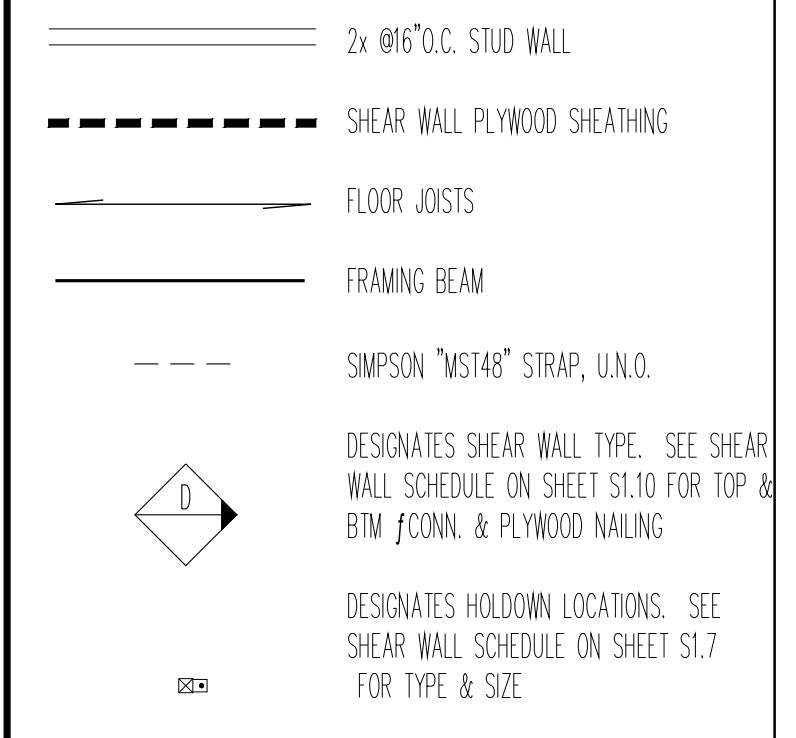 2x @16"O.C. STUD WALL
SHEAR WALL PLYWOOD SHEATHING
FLOOR JOISTS
FRAMING BEAM
SIMPSON "MST48" STRAP, U.N.O.
DESIGNATES SHEAR WALL TYPE. SEE SHEAR
WALL SCHEDULE ON SHEET S1.10 FOR TOP &
BTM ƒCONN. & PLYWOOD NAILING
D
DESIGNATES HOLDOWN LOCATIONS. SEE
SHEAR WALL SCHEDULE ON SHEET S1.7
FOR TYPE & SIZE